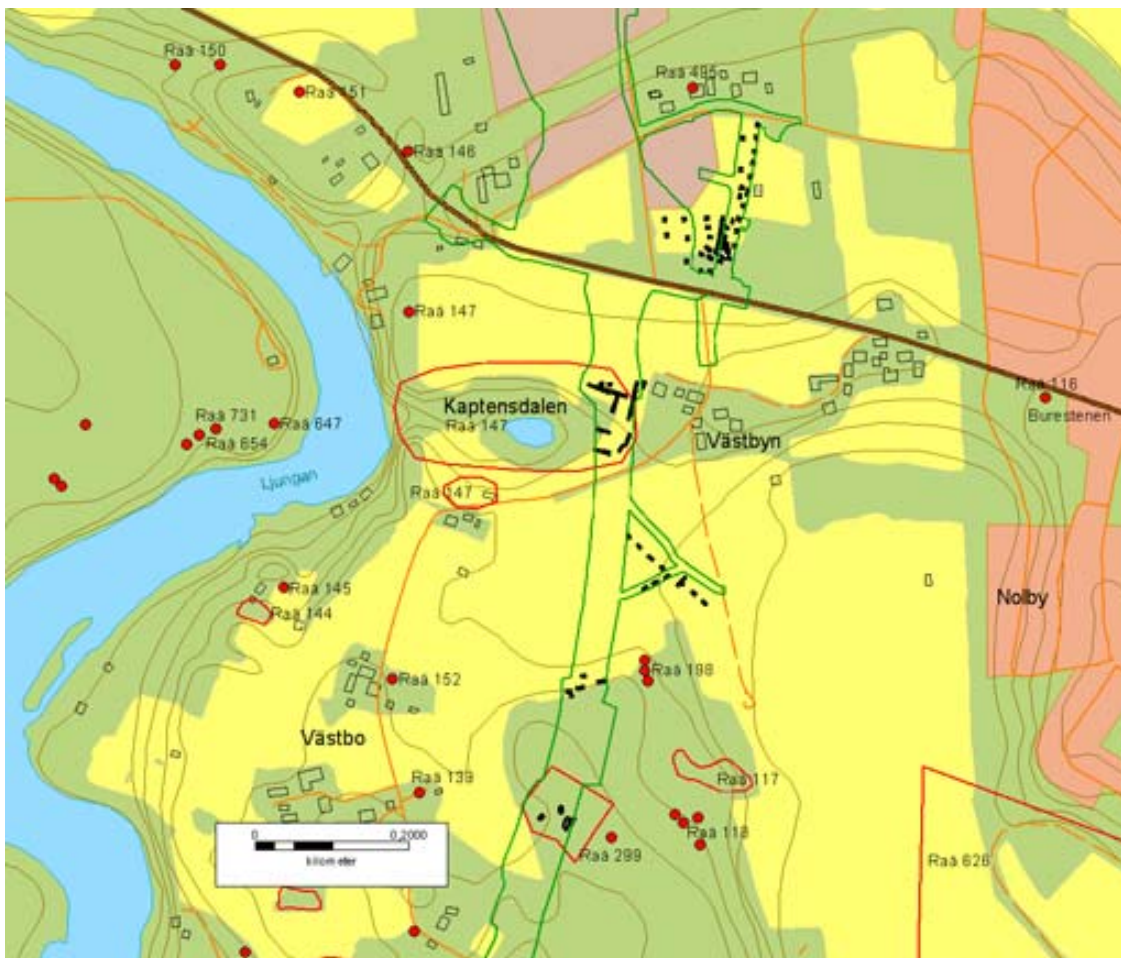 Raä 150
Raä 151
Raä 495
Raä 146
Raä 147
Raä 116
Burestenen
Kaptensdalen
Raä 147
Västbyn
Raä 731
Raä 647
Raä 654
Ljungan
Raä 147
Raä 145
Raä 144
Nolby
Raä 152
Raä 198
Västbo
Raä 139
Raä 117
Raä 118
0 0,2000
kilometer
Raä 299
Raä 626